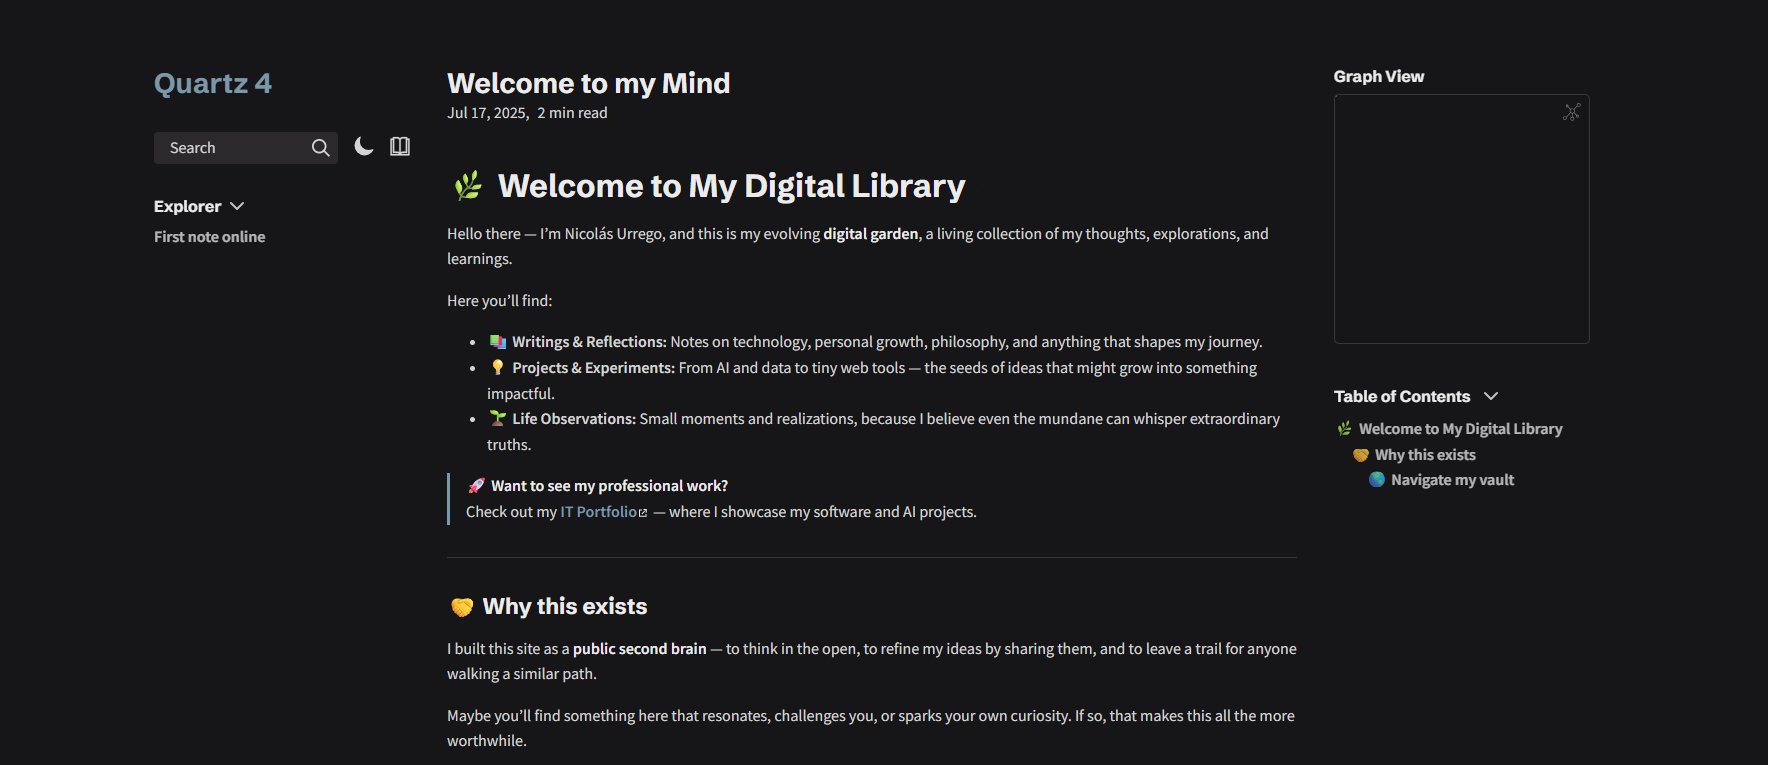 Quartz 4
Search
Explorer
First note online
Welcome to my Mind
Jul 17, 2025, 2 min read
🌿 Welcome to My Digital Library
Hello there — I’m Nicolás Urrego, and this is my evolving digital garden, a living collection of my thoughts, explorations, and
learnings.
Here you’ll find:
• 📚 Writings & Reflections: Notes on technology, personal growth, philosophy, and anything that shapes my journey.
• 💡 Projects & Experiments: From AI and data to tiny web tools — the seeds of ideas that might grow into something
impactful.
• 🌱 Life Observations: Small moments and realizations, because I believe even the mundane can whisper extraordinary
truths.
🚀 Want to see my professional work?
Check out my IT Portfolio — where I showcase my software and AI projects.
🤝 Why this exists
I built this site as a public second brain — to think in the open, to refine my ideas by sharing them, and to leave a trail for anyone
walking a similar path.
Maybe you’ll find something here that resonates, challenges you, or sparks your own curiosity. If so, that makes this all the more
worthwhile.
Graph View
Table of Contents
🌿 Welcome to My Digital Library
🤝 Why this exists
🌎 Navigate my vault